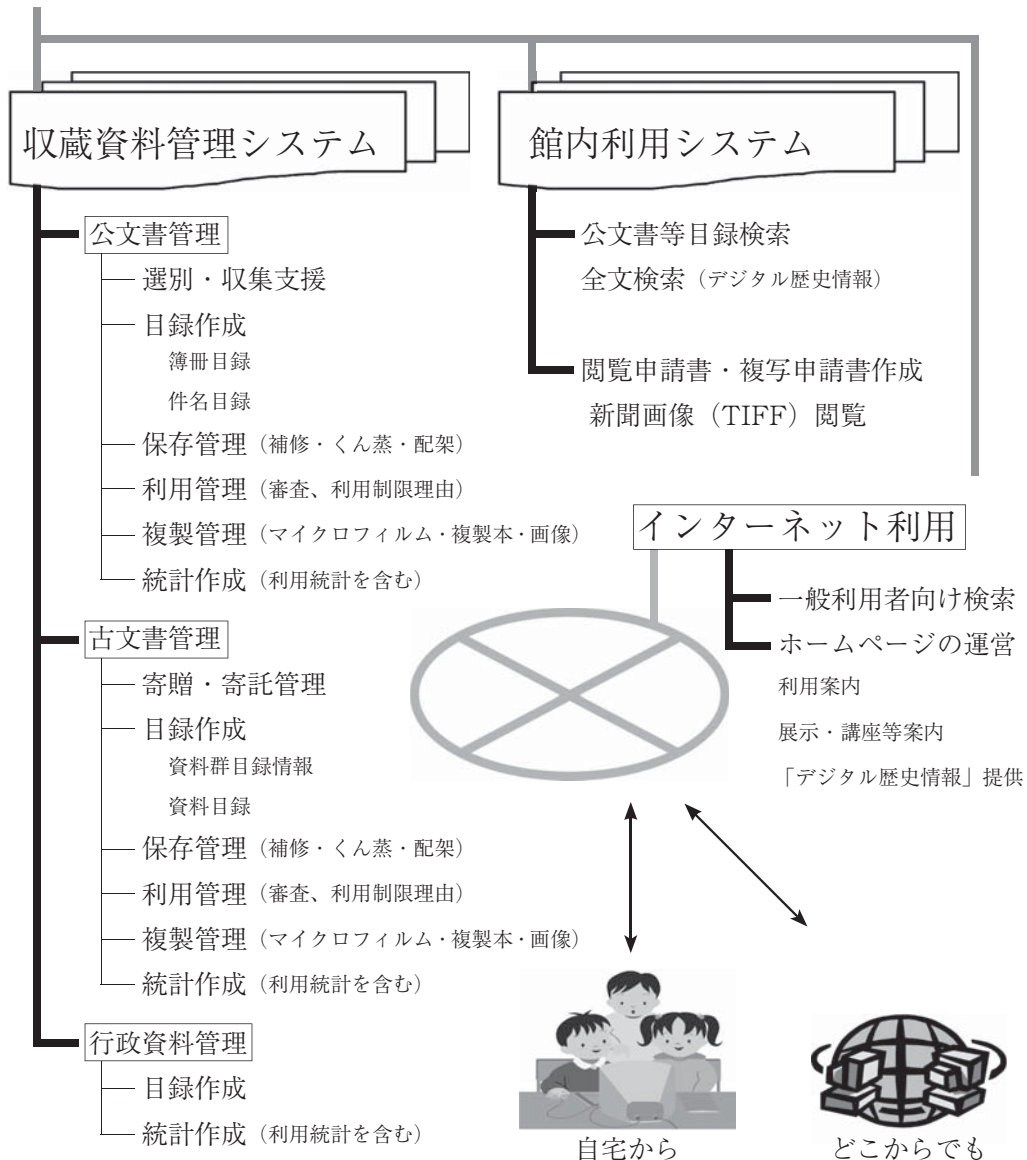 収蔵資料管理システム
公文書管理
選別・収集支援
目録作成
簿冊目録
件名目録
保存管理（補修・くん蒸・配架）
利用管理（審査、利用制限理由）
複製管理（マイクロフィルム・複製本・画像）
統計作成（利用統計を含む）
古文書管理
寄贈・寄託管理
目録作成
資料群目録情報
資料目録
保存管理（補修・くん蒸・配架）
利用管理（審査、利用制限理由）
複製管理（マイクロフィルム・複製本・画像）
統計作成（利用統計を含む）
行政資料管理
目録作成
統計作成（利用統計を含む）
館内利用システム
公文書等目録検索
全文検索（デジタル歴史情報）
閲覧申請書・複写申請書作成
新聞画像（TIFF）閲覧
インターネット利用
一般利用者向け検索
ホームページの運営
利用案内
展示・講座等案内
「デジタル歴史情報」提供
自宅から
どこからでも